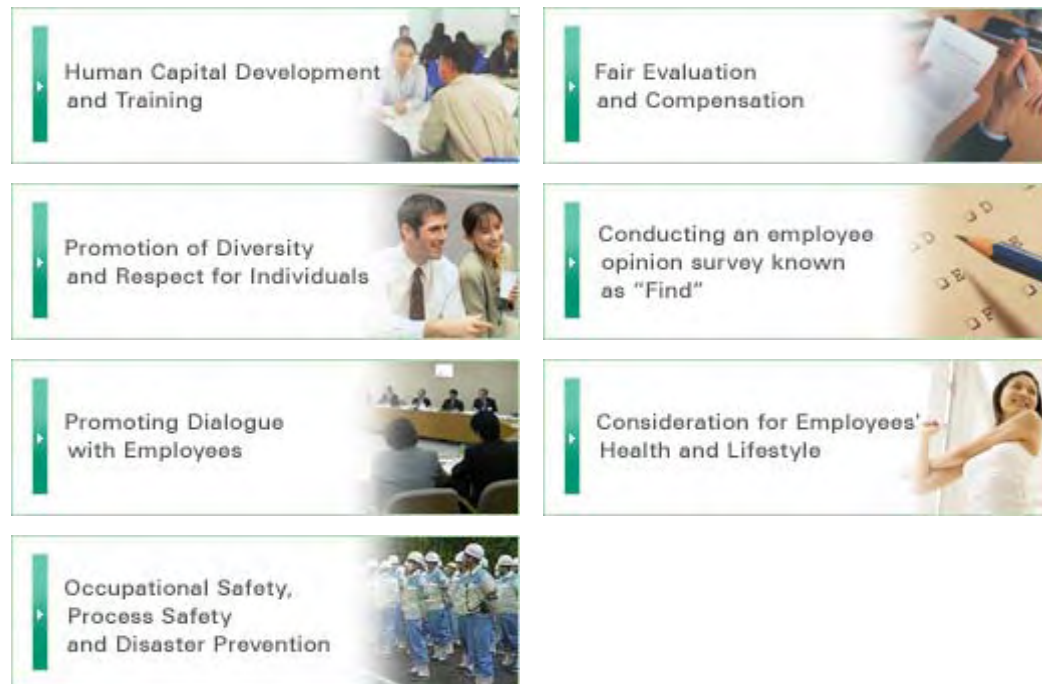 Human Capital Development
and Training
Fair Evaluation
and Compensation
Promotion of Diversity
and Respect for Individuals
Conducting an employee
opinion survey known
as “Find”
Promoting Dialogue
with Employees
Consideration for Employees'
Health and Lifestyle
Occupational Safety,
Process Safety
and Disaster Prevention